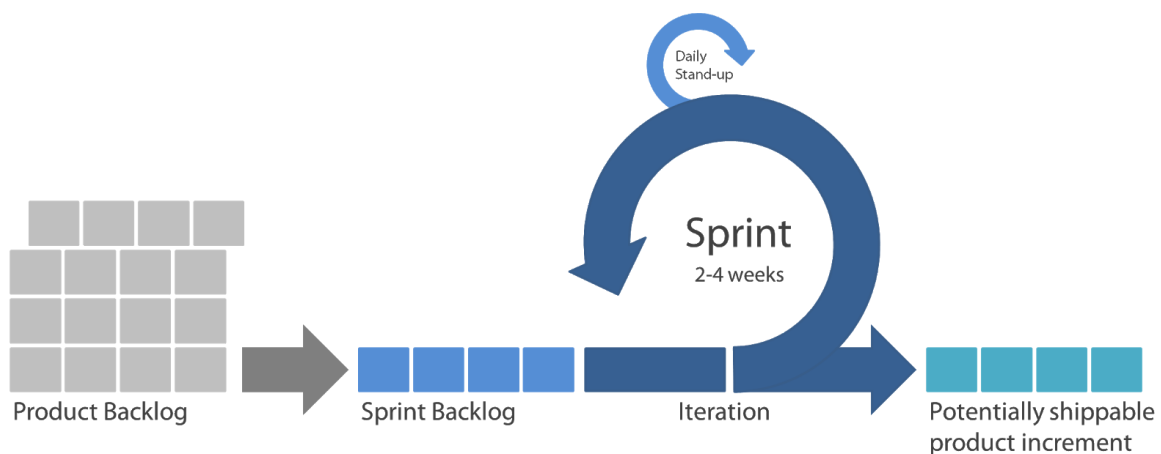 Daily
Stand-up
Sprint
2-4 weeks
Product Backlog
Sprint Backlog
Iteration
Potentially shippable
product increment